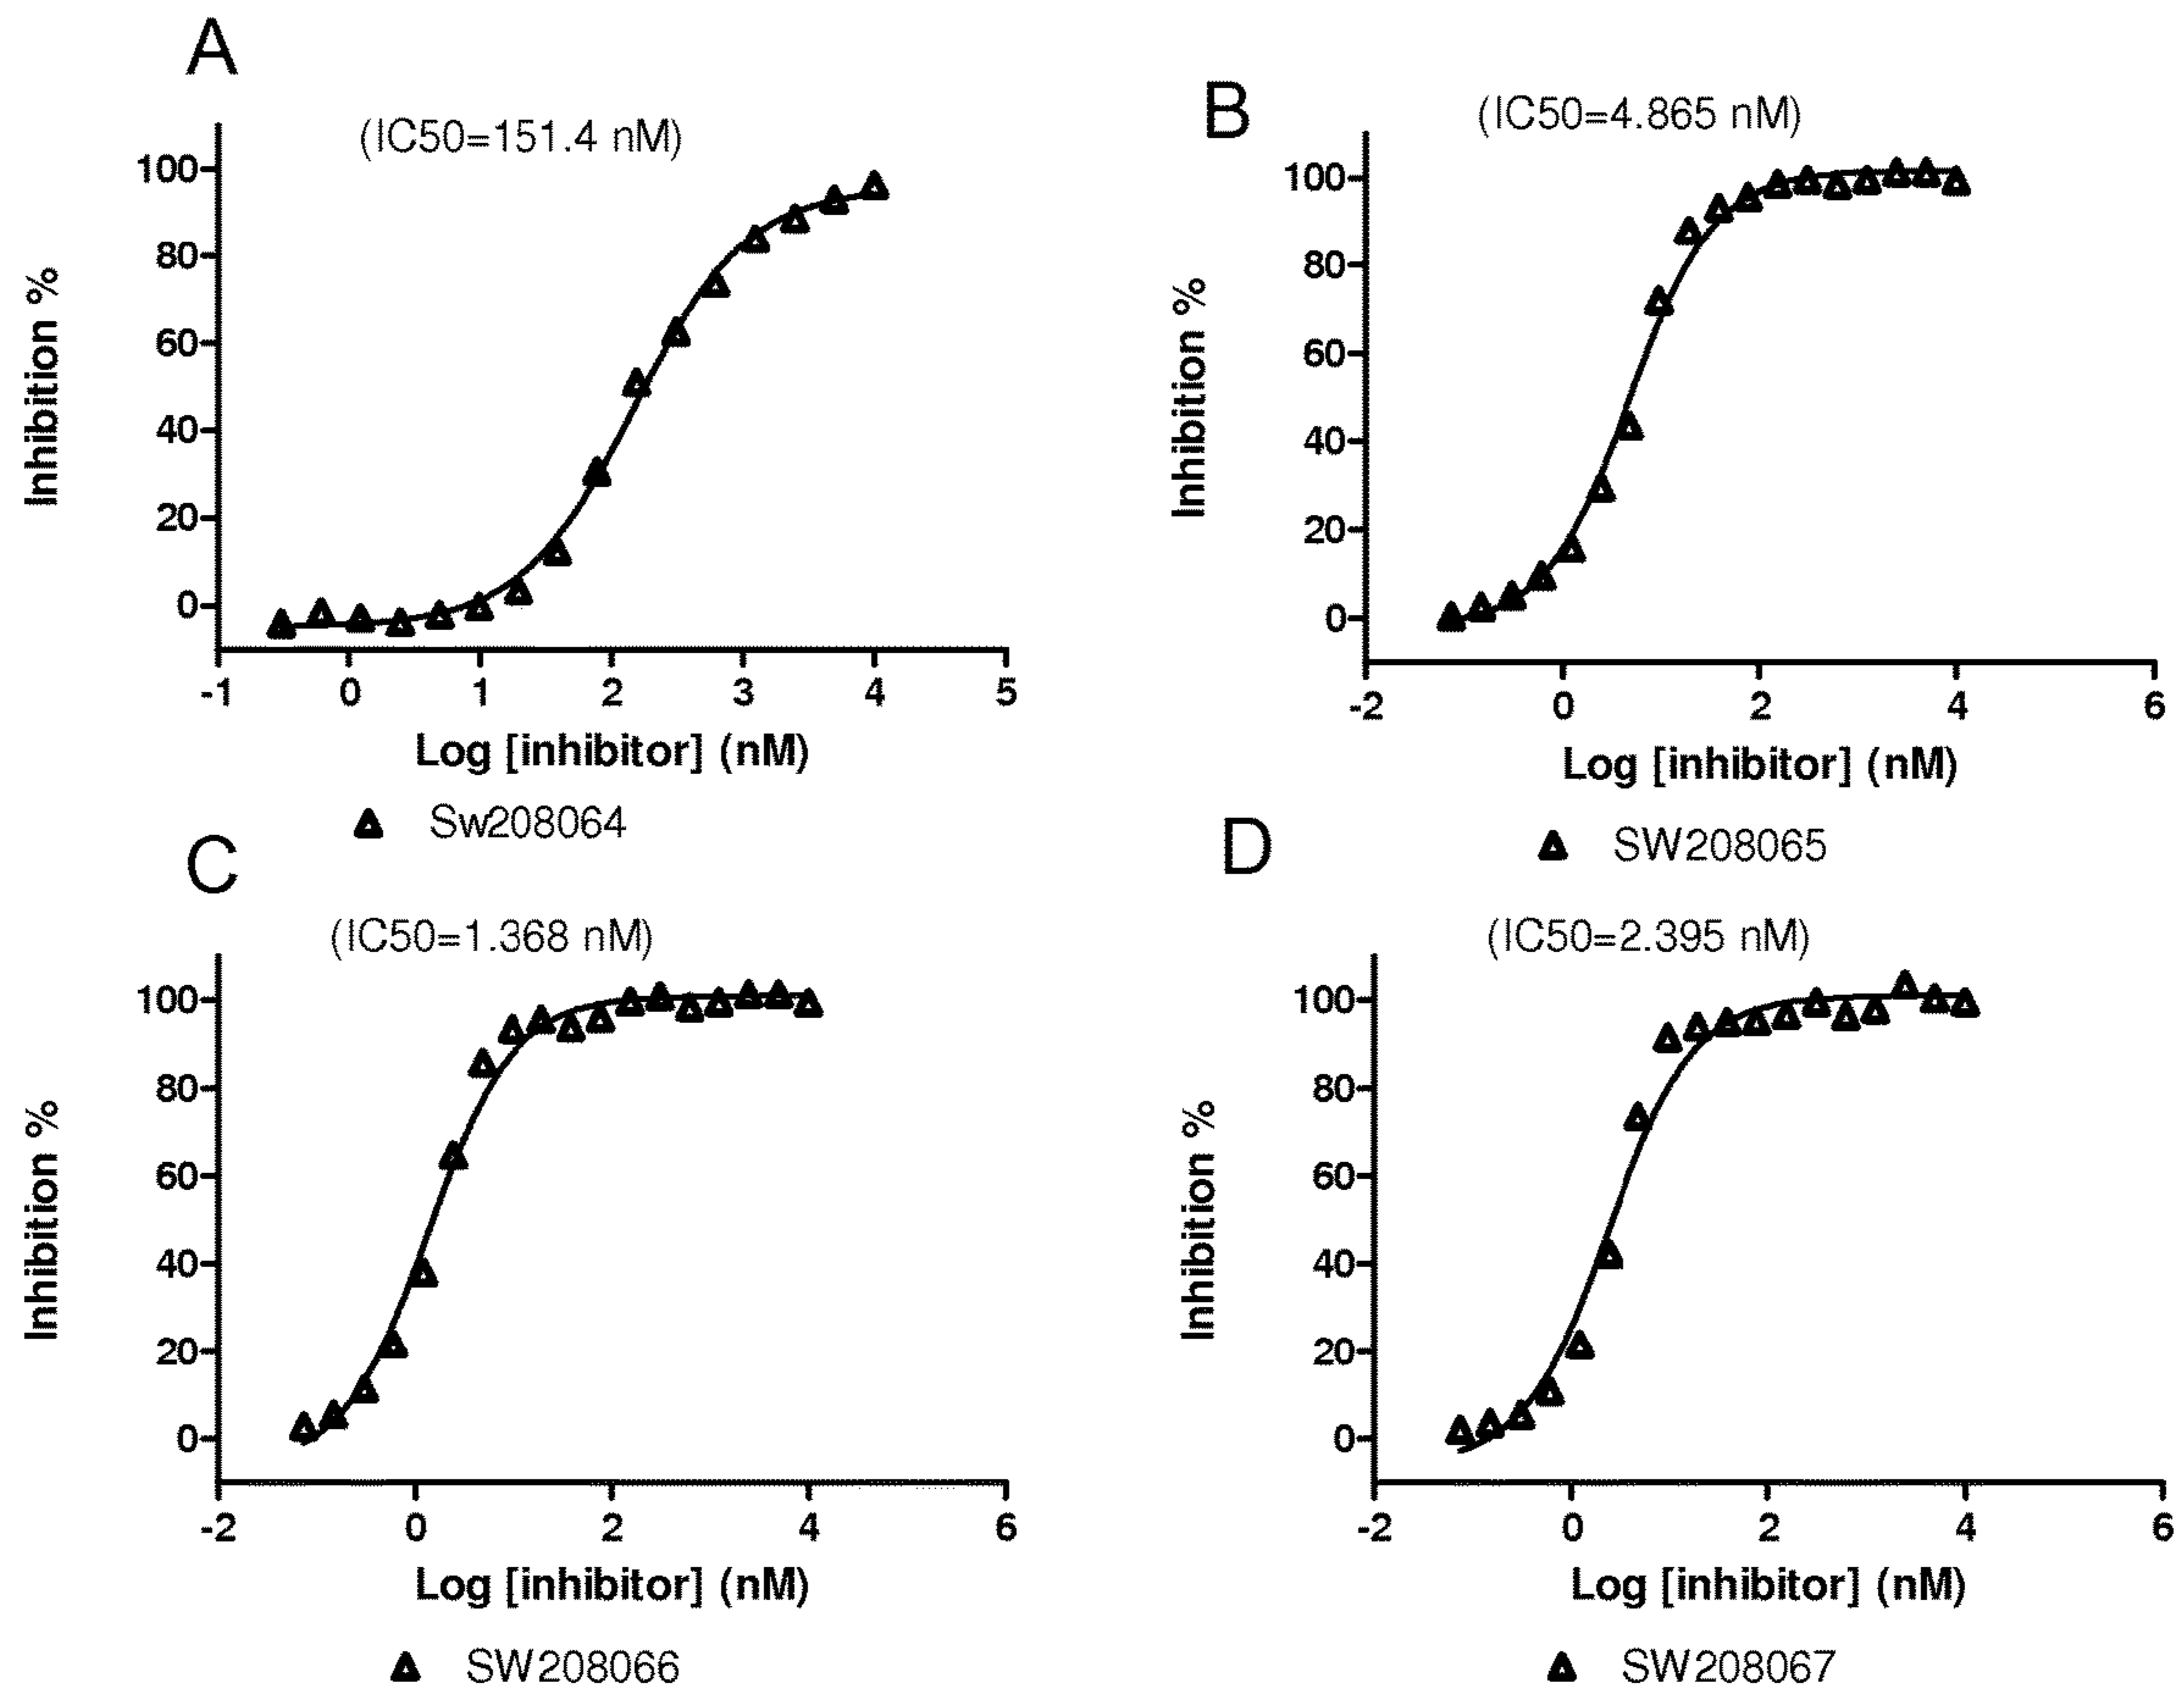 A
(IC50=151.4 nM)
100
80
60
40
20
0
Inhibition %
-1 0 1 2 3 4 5
Log [inhibitor] (nM)
Sw208064
B
(IC50=4.865 nM)
100
80
60
40
20
0
Inhibition %
-2 0 2 4 6
Log [inhibitor] (nM)
SW208065
C
(IC50=1.368 nM)
100
80
60
40
20
0
Inhibition %
-2 0 2 4 6
Log [inhibitor] (nM)
SW208066
D
(IC50=2.395 nM)
100
80
60
40
20
0
Inhibition %
-2 0 2 4 6
Log [inhibitor] (nM)
SW208067